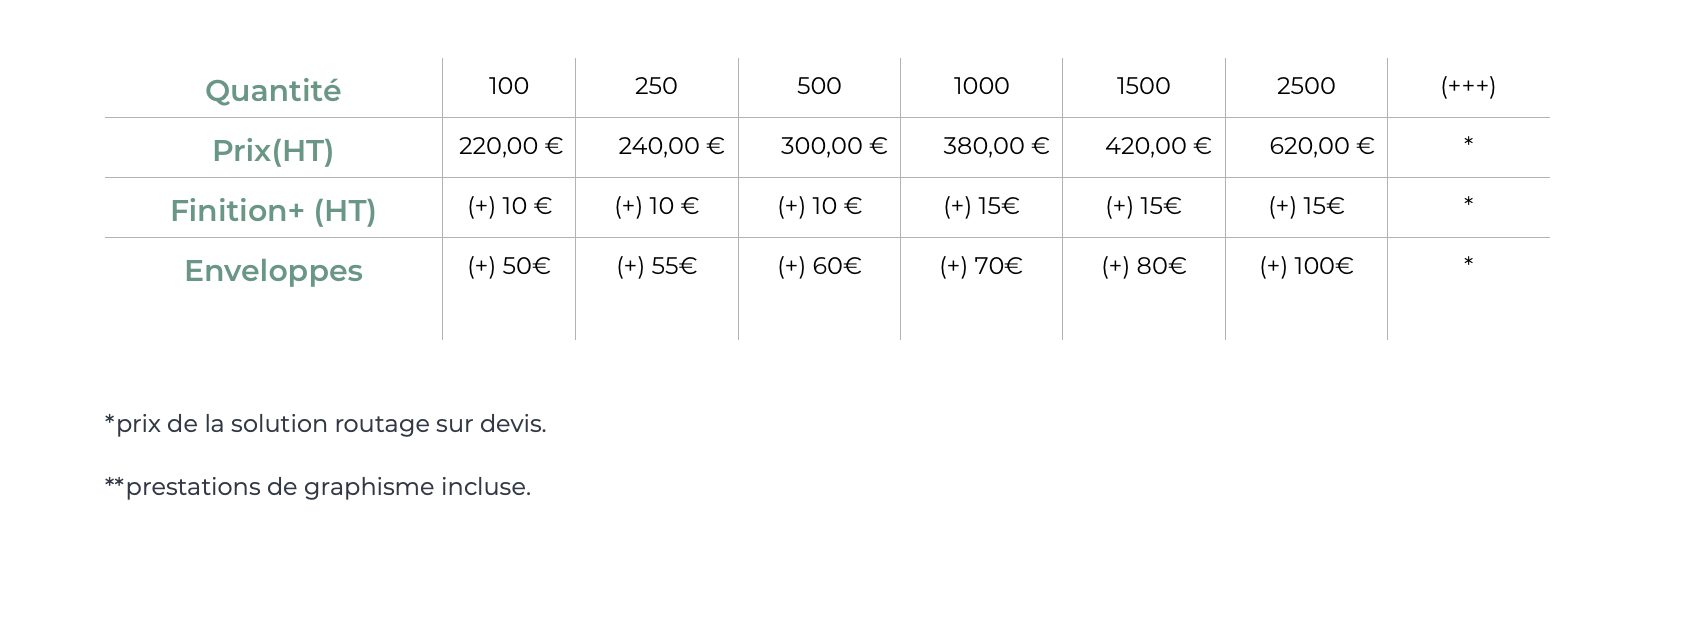 Quantité 100 250 500 1000 1500 2500 (+++)
Prix(HT) 220,00 € 240,00 € 300,00 € 380,00 € 420,00 € 620,00 € *
Finition+ (HT) (+) 10 € (+) 10 € (+) 10 € (+) 15€ (+) 15€ (+) 15€ *
Enveloppes (+) 50€ (+) 55€ (+) 60€ (+) 70€ (+) 80€ (+) 100€ *
*prix de la solution routage sur devis.
**prestations de graphisme incluse.